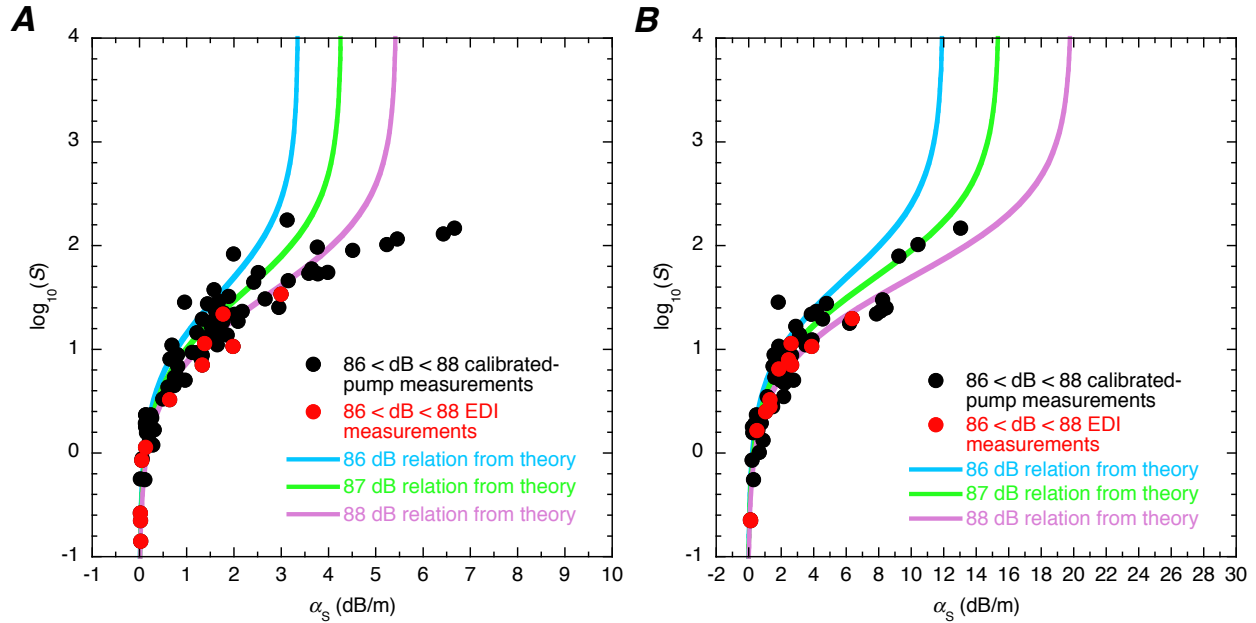 A
4
3
2
1
0
-1
log10(S)
-1 0 1 2 3 4 5 6 7 8 9 10
αS (dB/m)
86 < dB < 88 calibrated-
pump measurements
86 < dB < 88 EDI
measurements
86 dB relation from theory
87 dB relation from theory
88 dB relation from theory
B
4
3
2
1
0
-1
log10(S)
-2 0 2 4 6 8 10 12 14 16 18 20 22 24 26 28 30
αS (dB/m)
86 < dB < 88 calibrated-
pump measurements
86 < dB < 88 EDI
measurements
86 dB relation from theory
87 dB relation from theory
88 dB relation from theory